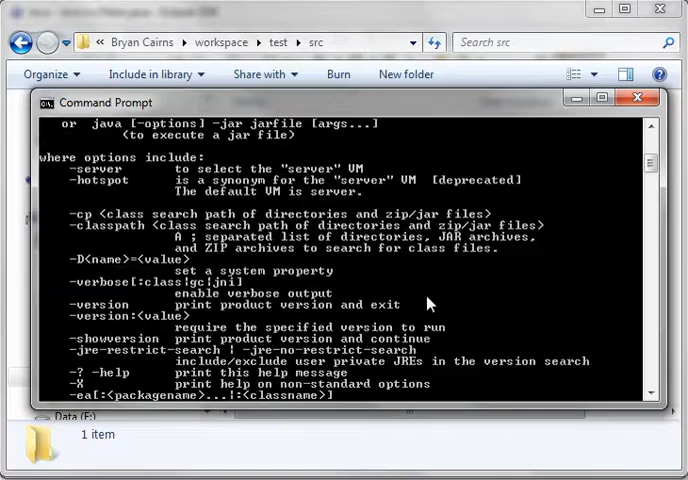 Bryan Cairns
workspace
test
src
Search src
Organize
Include in library
Share with
Burn
New folder
Command Prompt
or  java [-options] -jar jarfile [args...]
(to execute a jar file)
where options include:
-server       to select the "server" VM
-hotspot      is a synonym for the "server" VM  [deprecated]
The default VM is server.
-cp <class search path of directories and zip/jar files>
-classpath <class search path of directories and zip/jar files>
A ; separated list of directories, JAR archives,
and ZIP archives to search for class files.
-D<name>=<value>
set a system property
-verbose[:class|gc|jni]
enable verbose output
-version      print product version and exit
-version:<value>
require the specified version to run
-showversion  print product version and continue
-jre-restrict-search | -jre-no-restrict-search
include/exclude user private JREs in the version search
-? -help      print this help message
-X            print help on non-standard options
-ea[:<packagename>...|:<classname>]
Data (F:)
1 item